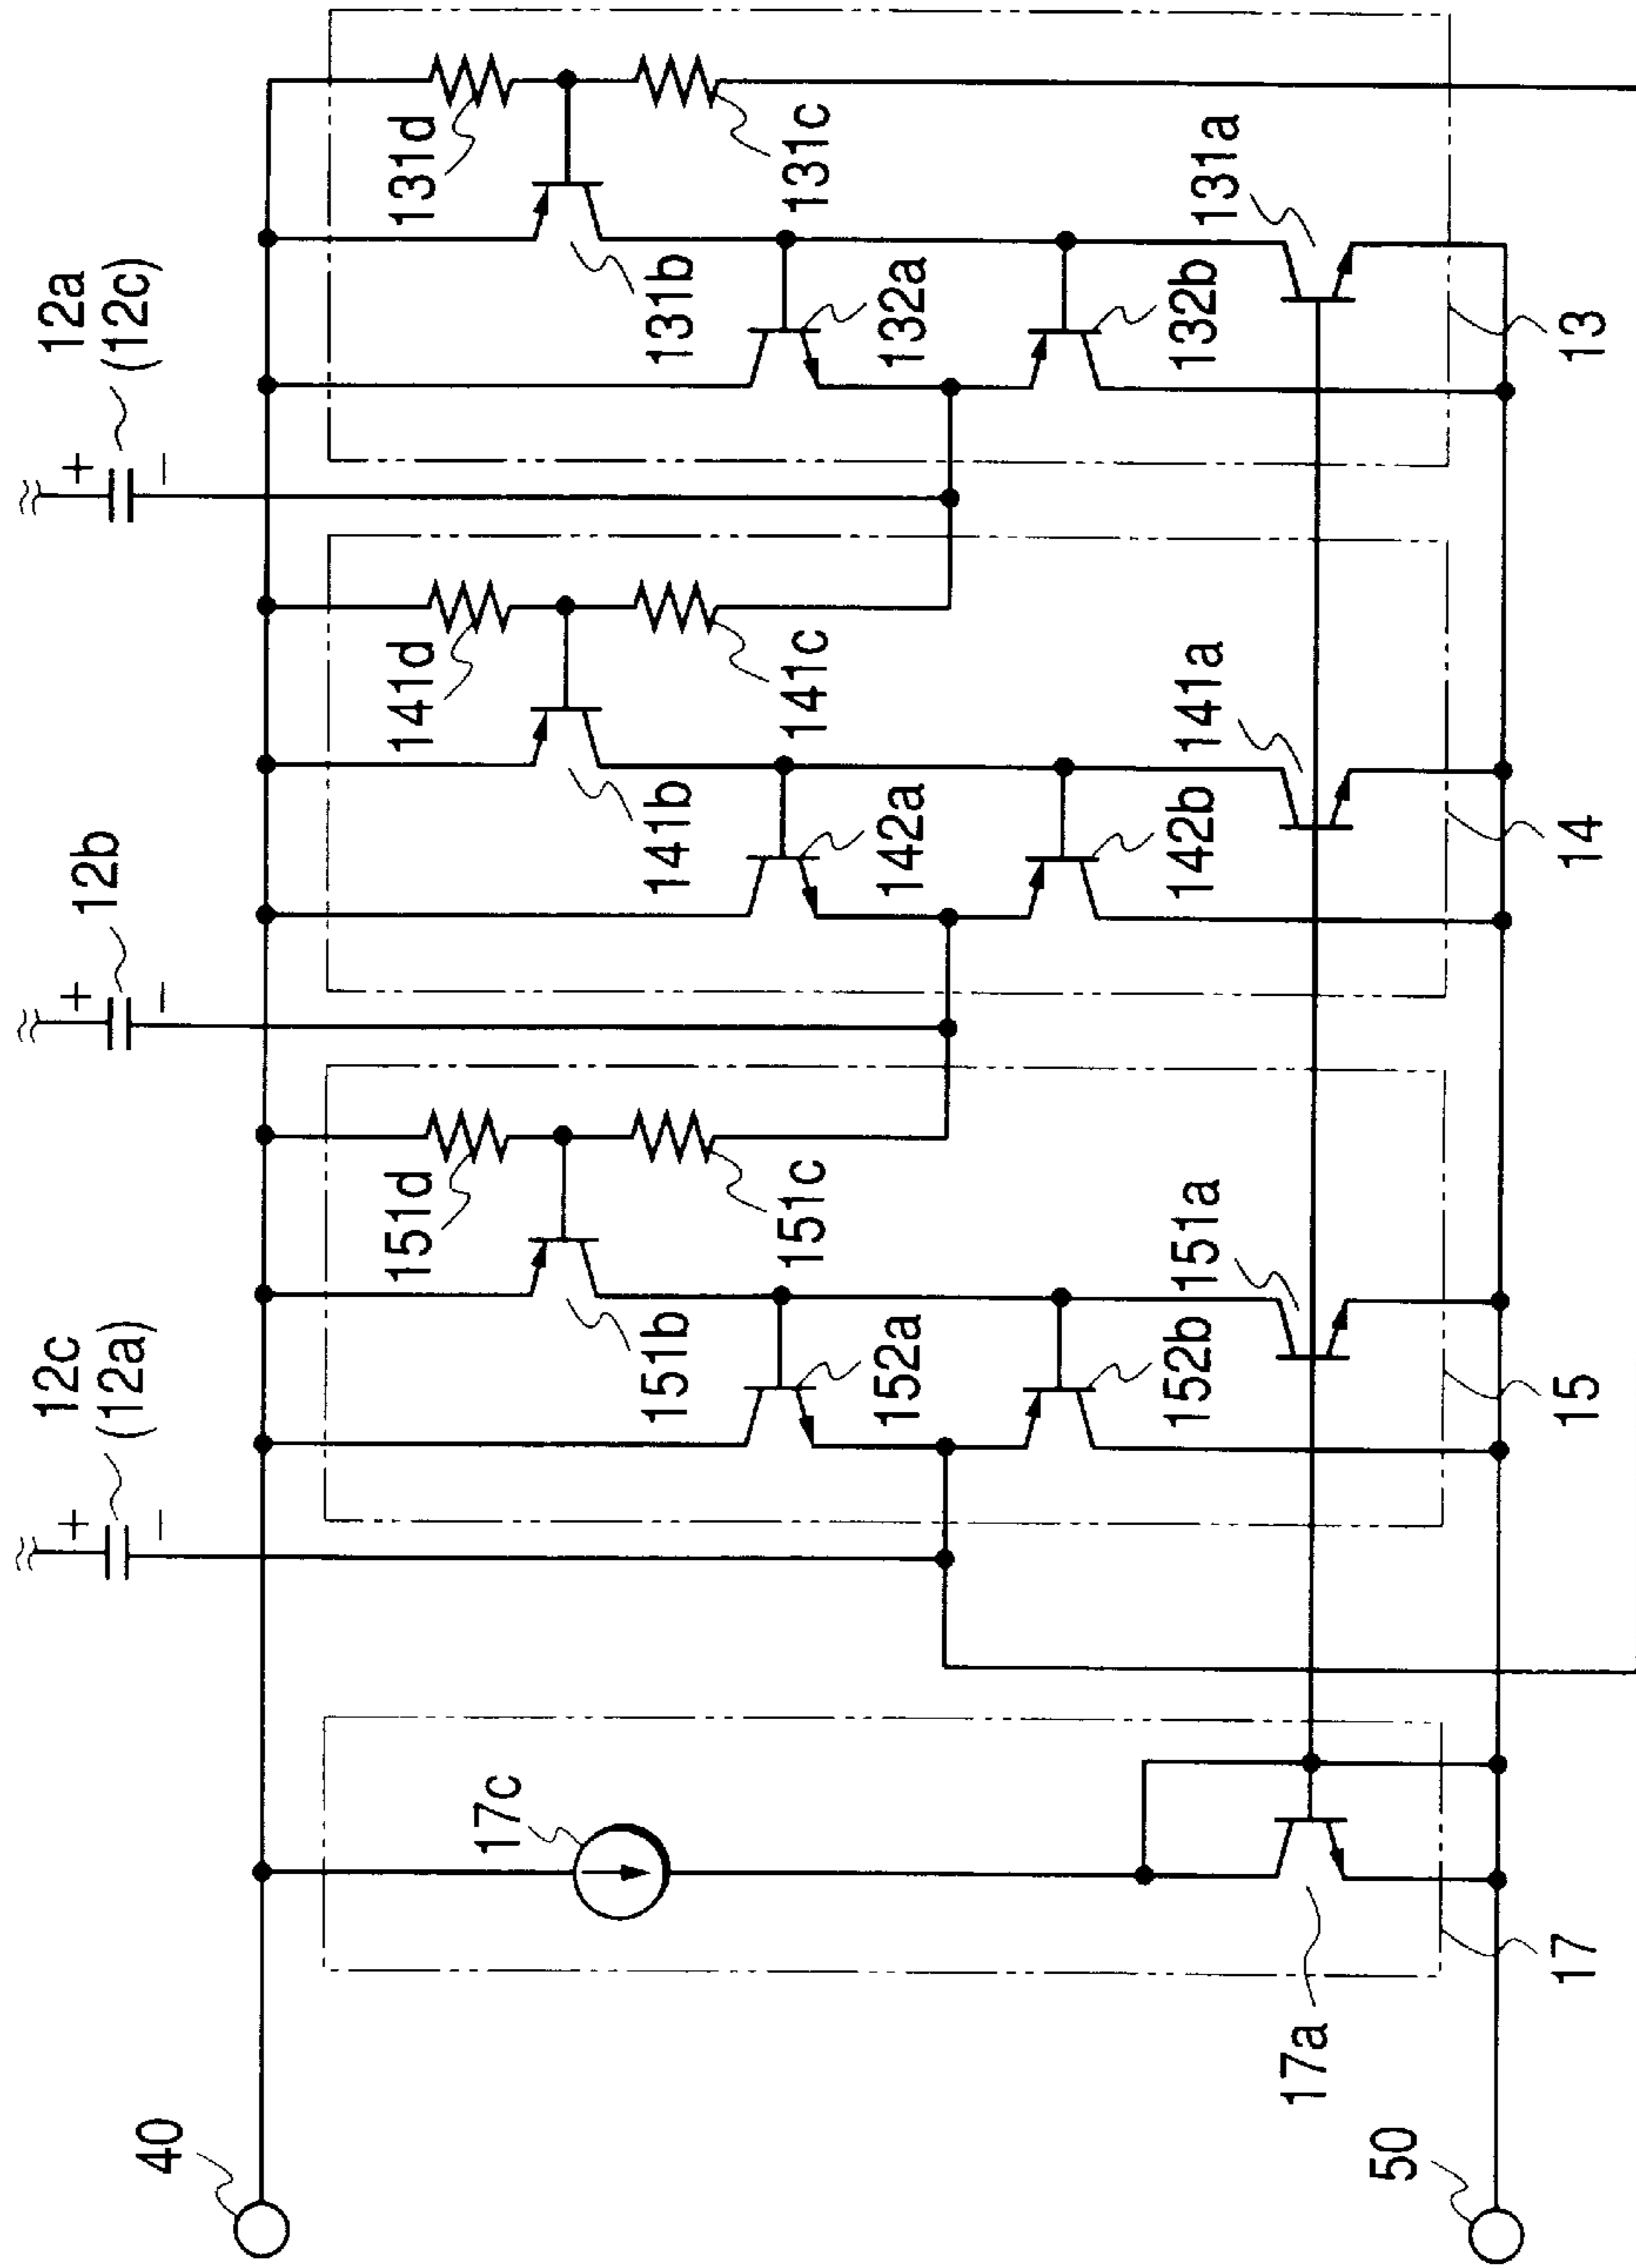 12c
(12a)
+
−
12b
+
−
12a
(12c)
+
−
40
151d
141d
131d
17c
151b
151c
141b
141c
131b
131c
152a
142a
132a
152b
151a
142b
141a
132b
131a
17a
50
17
15
14
13